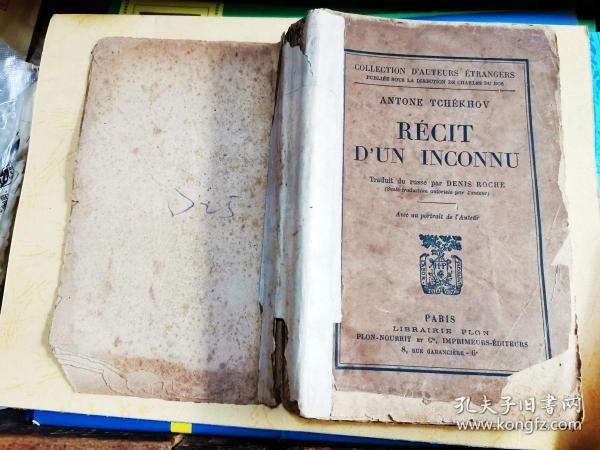 COLLECTION D'AUTEURS ÉTRANGERS
PUBLIÉE SOUS LA DIRECTION DE CHARLES DU BOS
ANTONE TCHÉKHOV
RÉCIT
D'UN INCONNU
Traduit du russe par DENIS ROCHE
(Seule traduction autorisée par l'auteur)
Avec un portrait de l'Auteur
PARIS
LIBRAIRIE PLON
PLON-NOURRIT ET Cie, IMPRIMEURS-ÉDITEURS
8, RUE GARANCIÈRE - 6e
孔夫子旧书网
www.kongfz.com